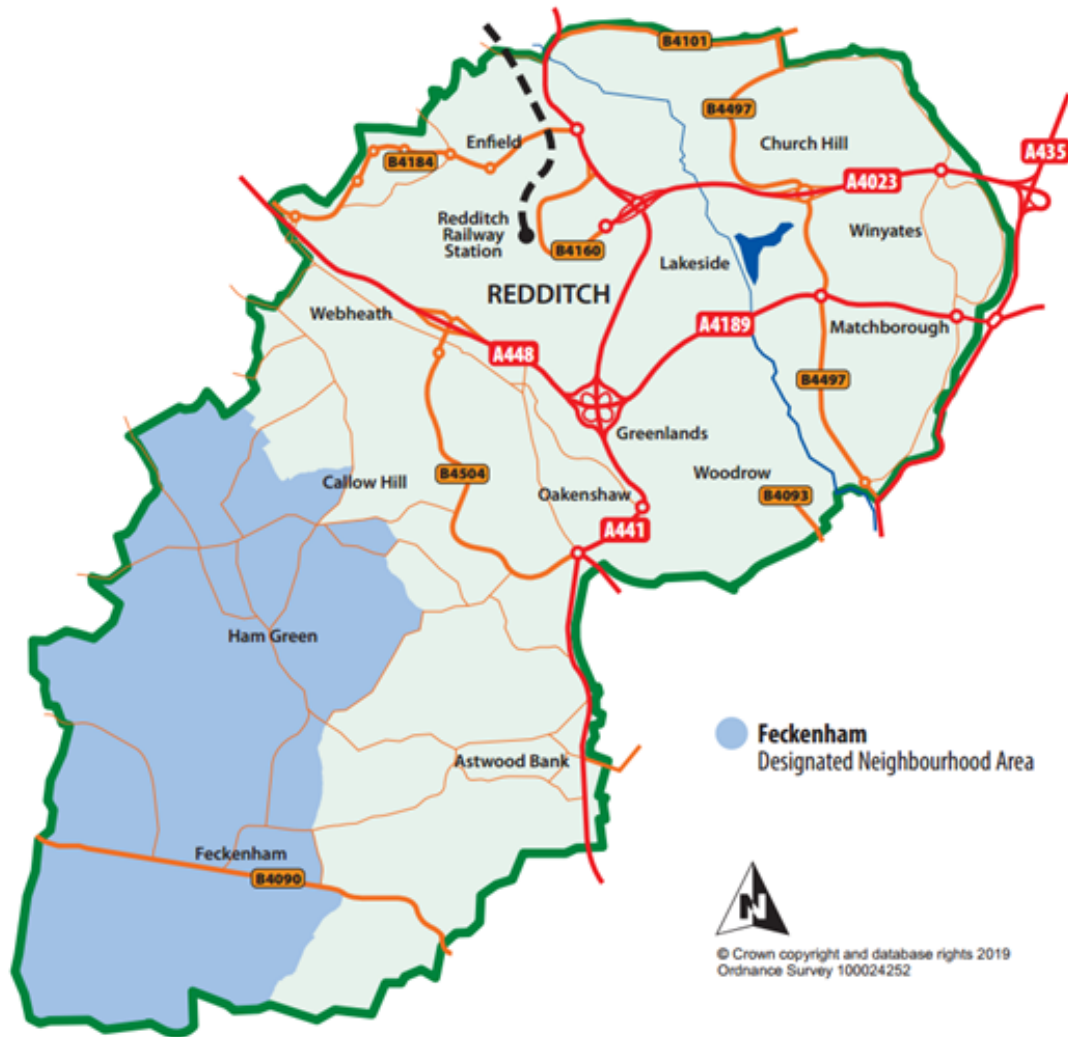 B4101
B4497
A435
Church Hill
Enfield
B4184
A4023
Redditch
Railway
Station
Winyates
B4160
Lakeside
REDDITCH
Webheath
A4189
Matchborough
A448
B4497
Greenlands
Callow Hill
B4504
Woodrow
Oakenshaw
B4093
A441
Ham Green
Feckenham
Designated Neighbourhood Area
Astwood Bank
Feckenham
B4090
N
© Crown copyright and database rights 2019
Ordnance Survey 100024252